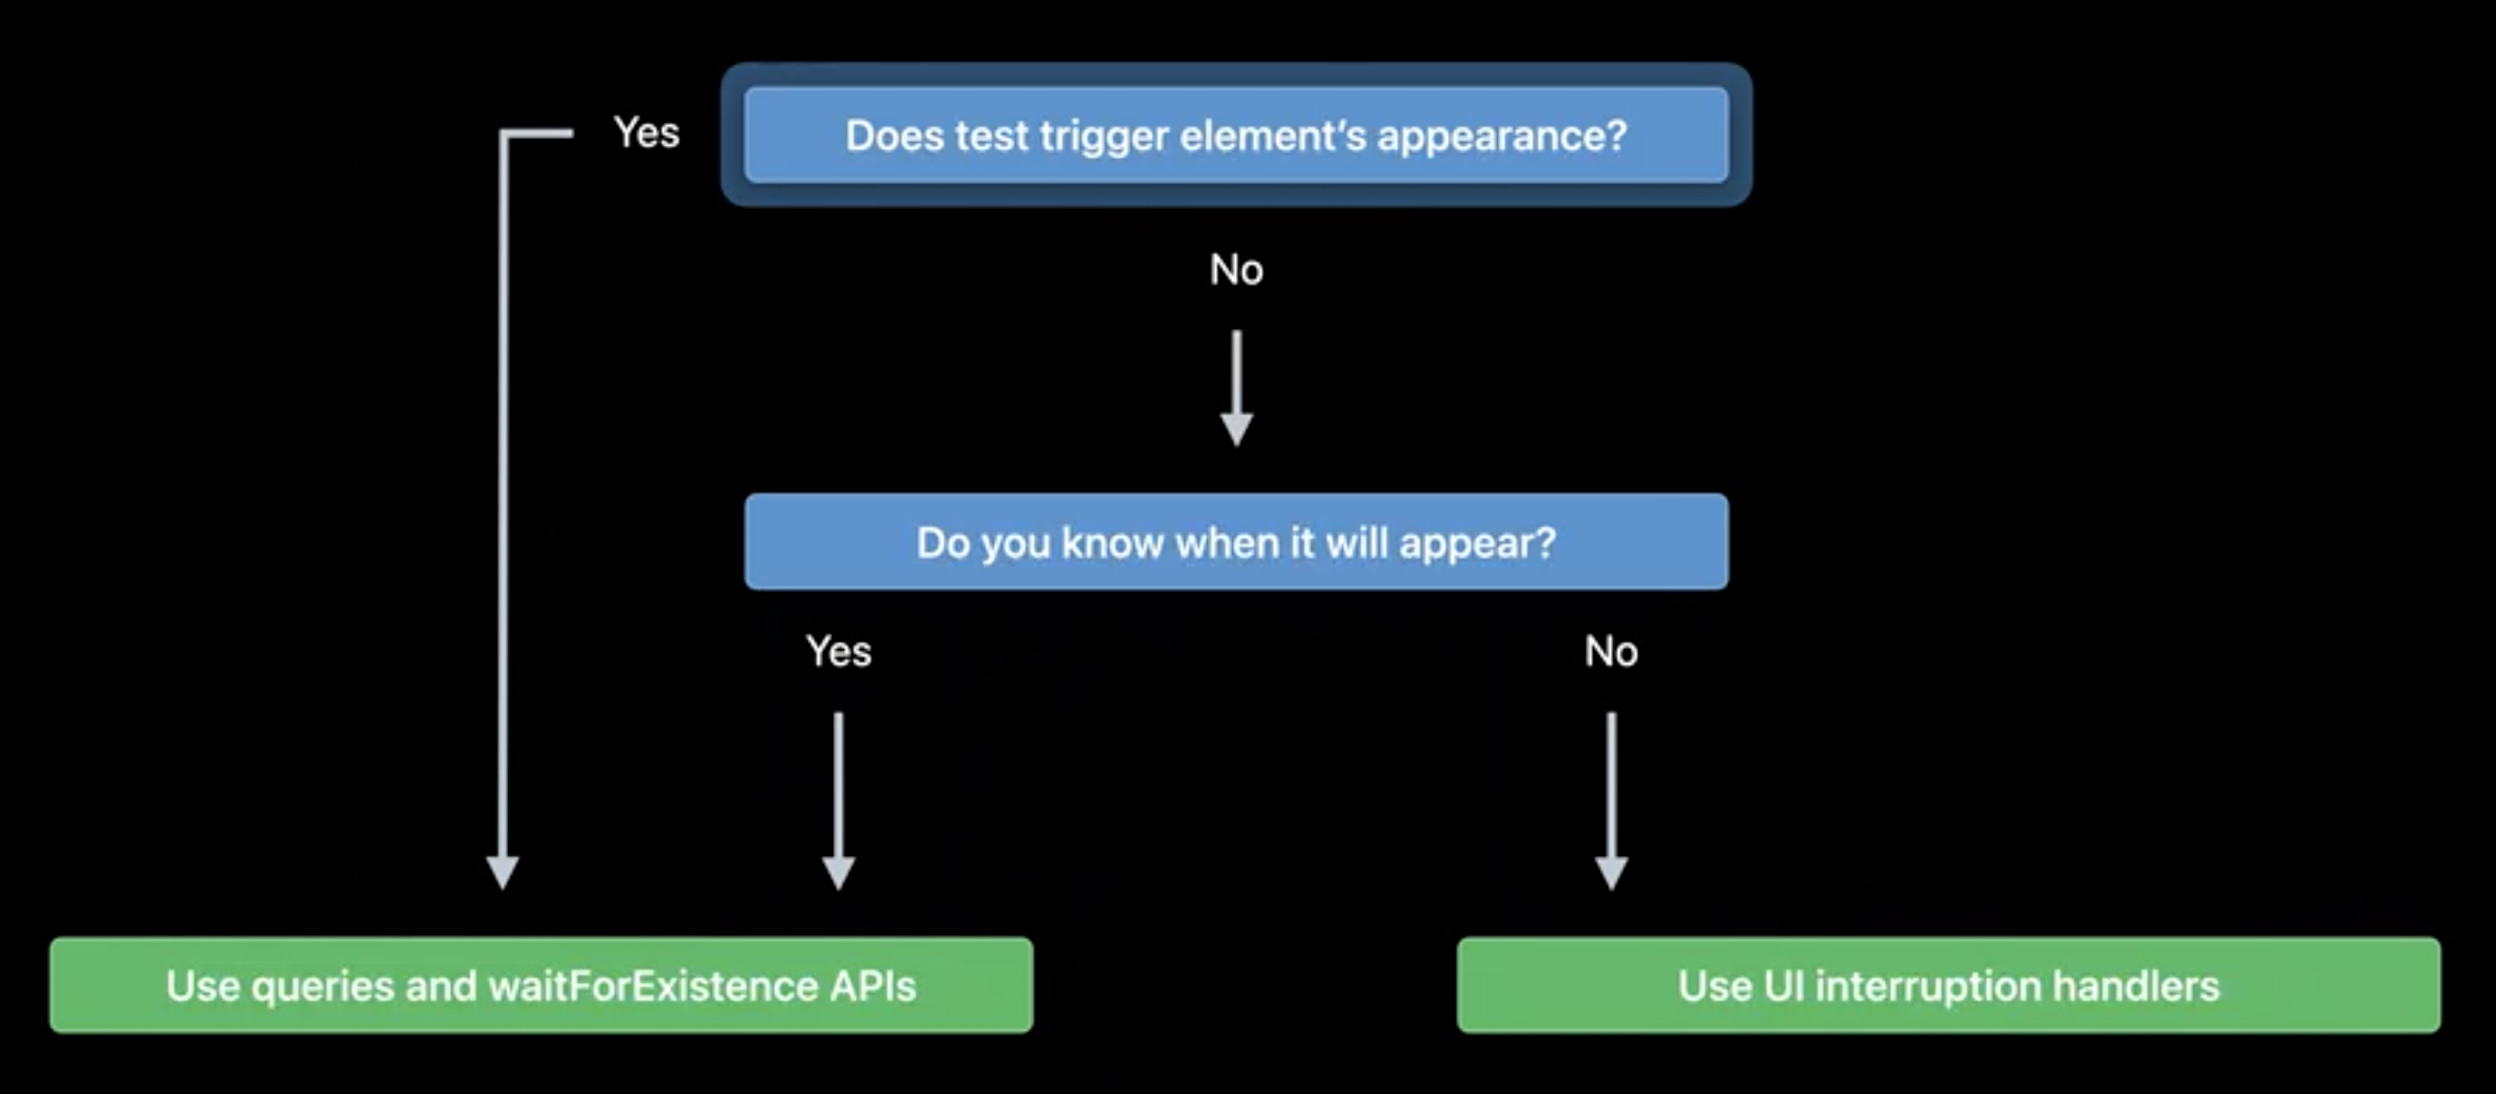 Yes
Does test trigger element’s appearance?
No
Do you know when it will appear?
Yes
No
Use queries and waitForExistence APIs
Use UI interruption handlers